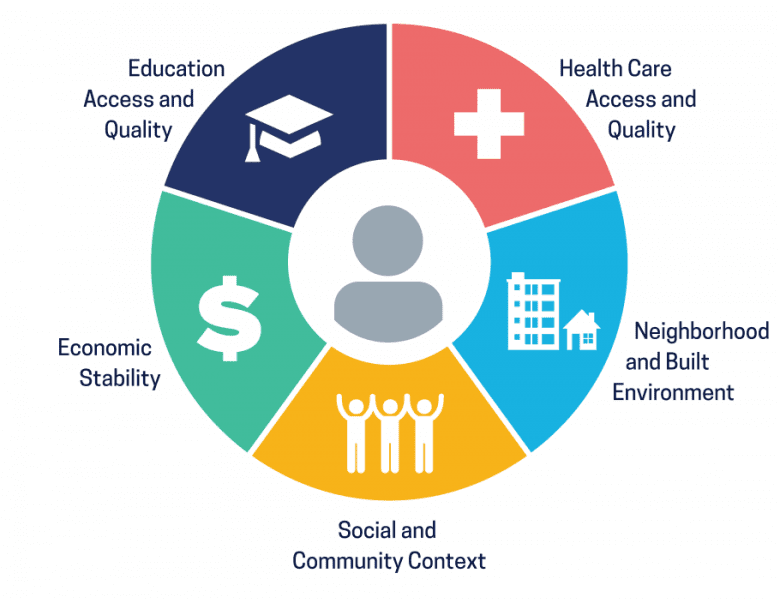 Education
Access and
Quality
Health Care
Access and
Quality
Economic
Stability
Neighborhood
and Built
Environment
Social and
Community Context